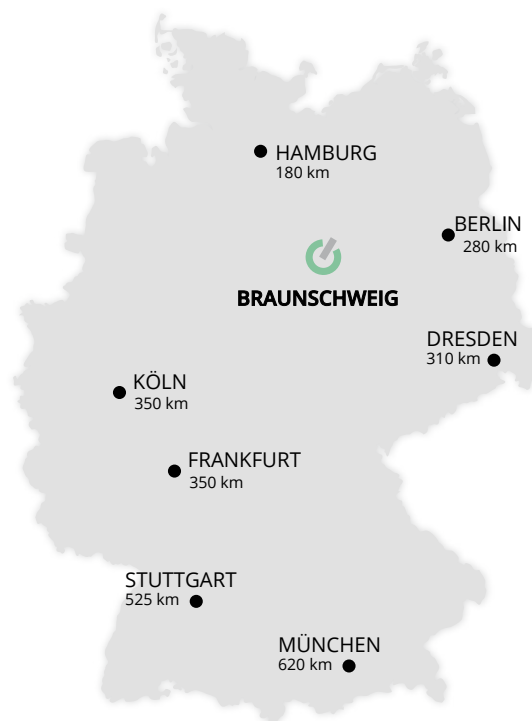 HAMBURG
180 km
BERLIN
280 km
BRAUNSCHWEIG
DRESDEN
310 km
KÖLN
350 km
FRANKFURT
350 km
STUTTGART
525 km
MÜNCHEN
620 km